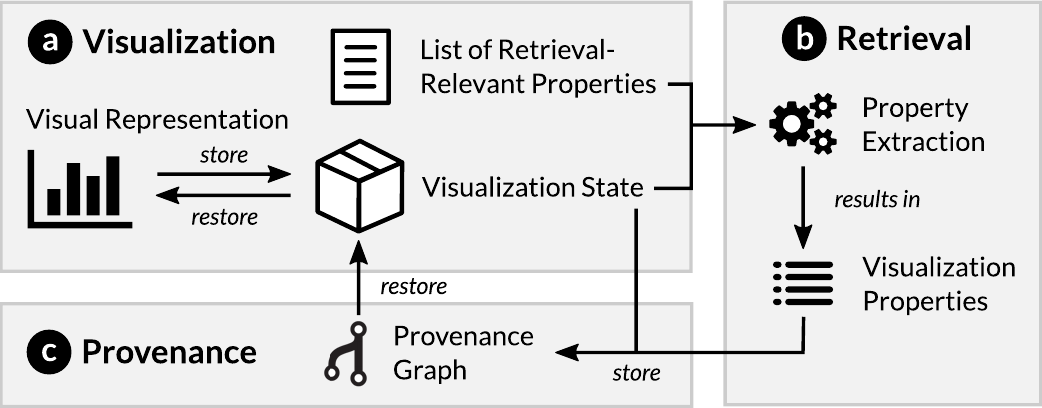 a Visualization
List of Retrieval-
Relevant Properties
Visual Representation
store
restore
Visualization State
b Retrieval
Property
Extraction
results in
Visualization
Properties
restore
c Provenance
Provenance
Graph
store